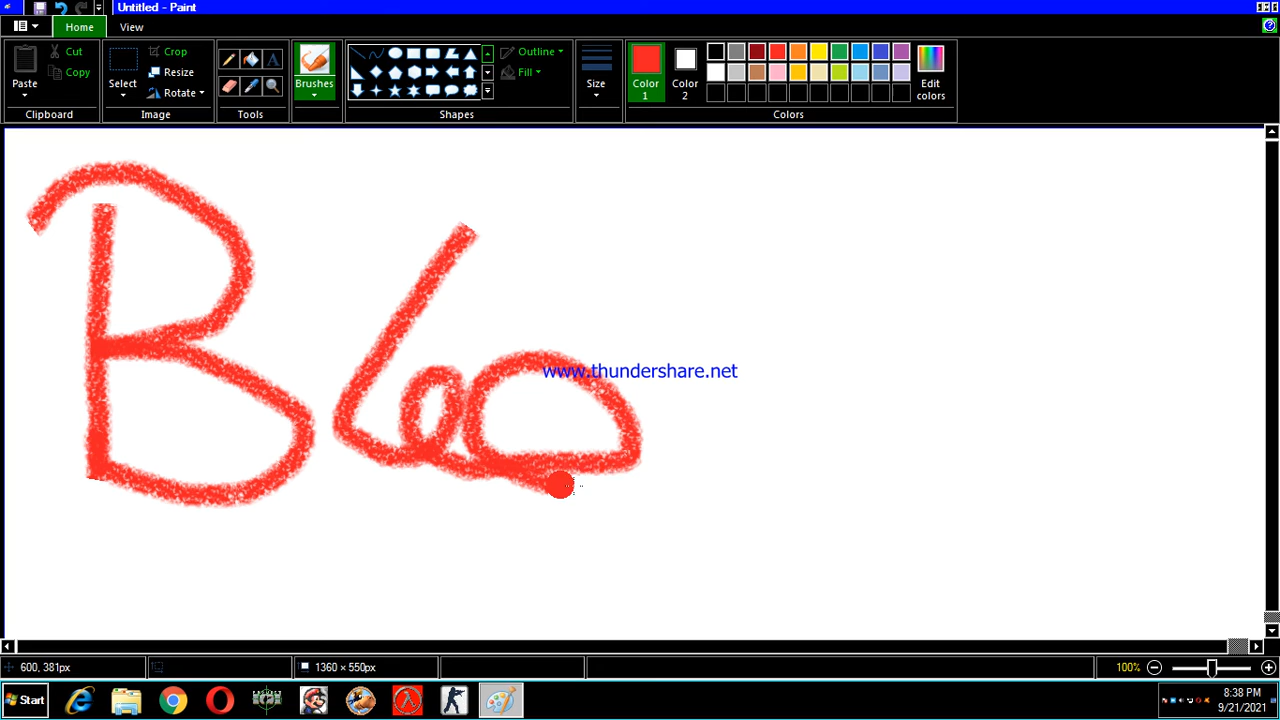 Untitled - Paint
Home View
Paste
Cut
Copy
Clipboard
Select
Crop
Resize
Rotate
Image
Tools
Brushes
Outline
Fill
Shapes
Size
Color 1
Color 2
Edit colors
Colors
B
www.thundershare.net
600, 381px
1360 × 550px
100%
Start
8:38 PM
9/21/2021